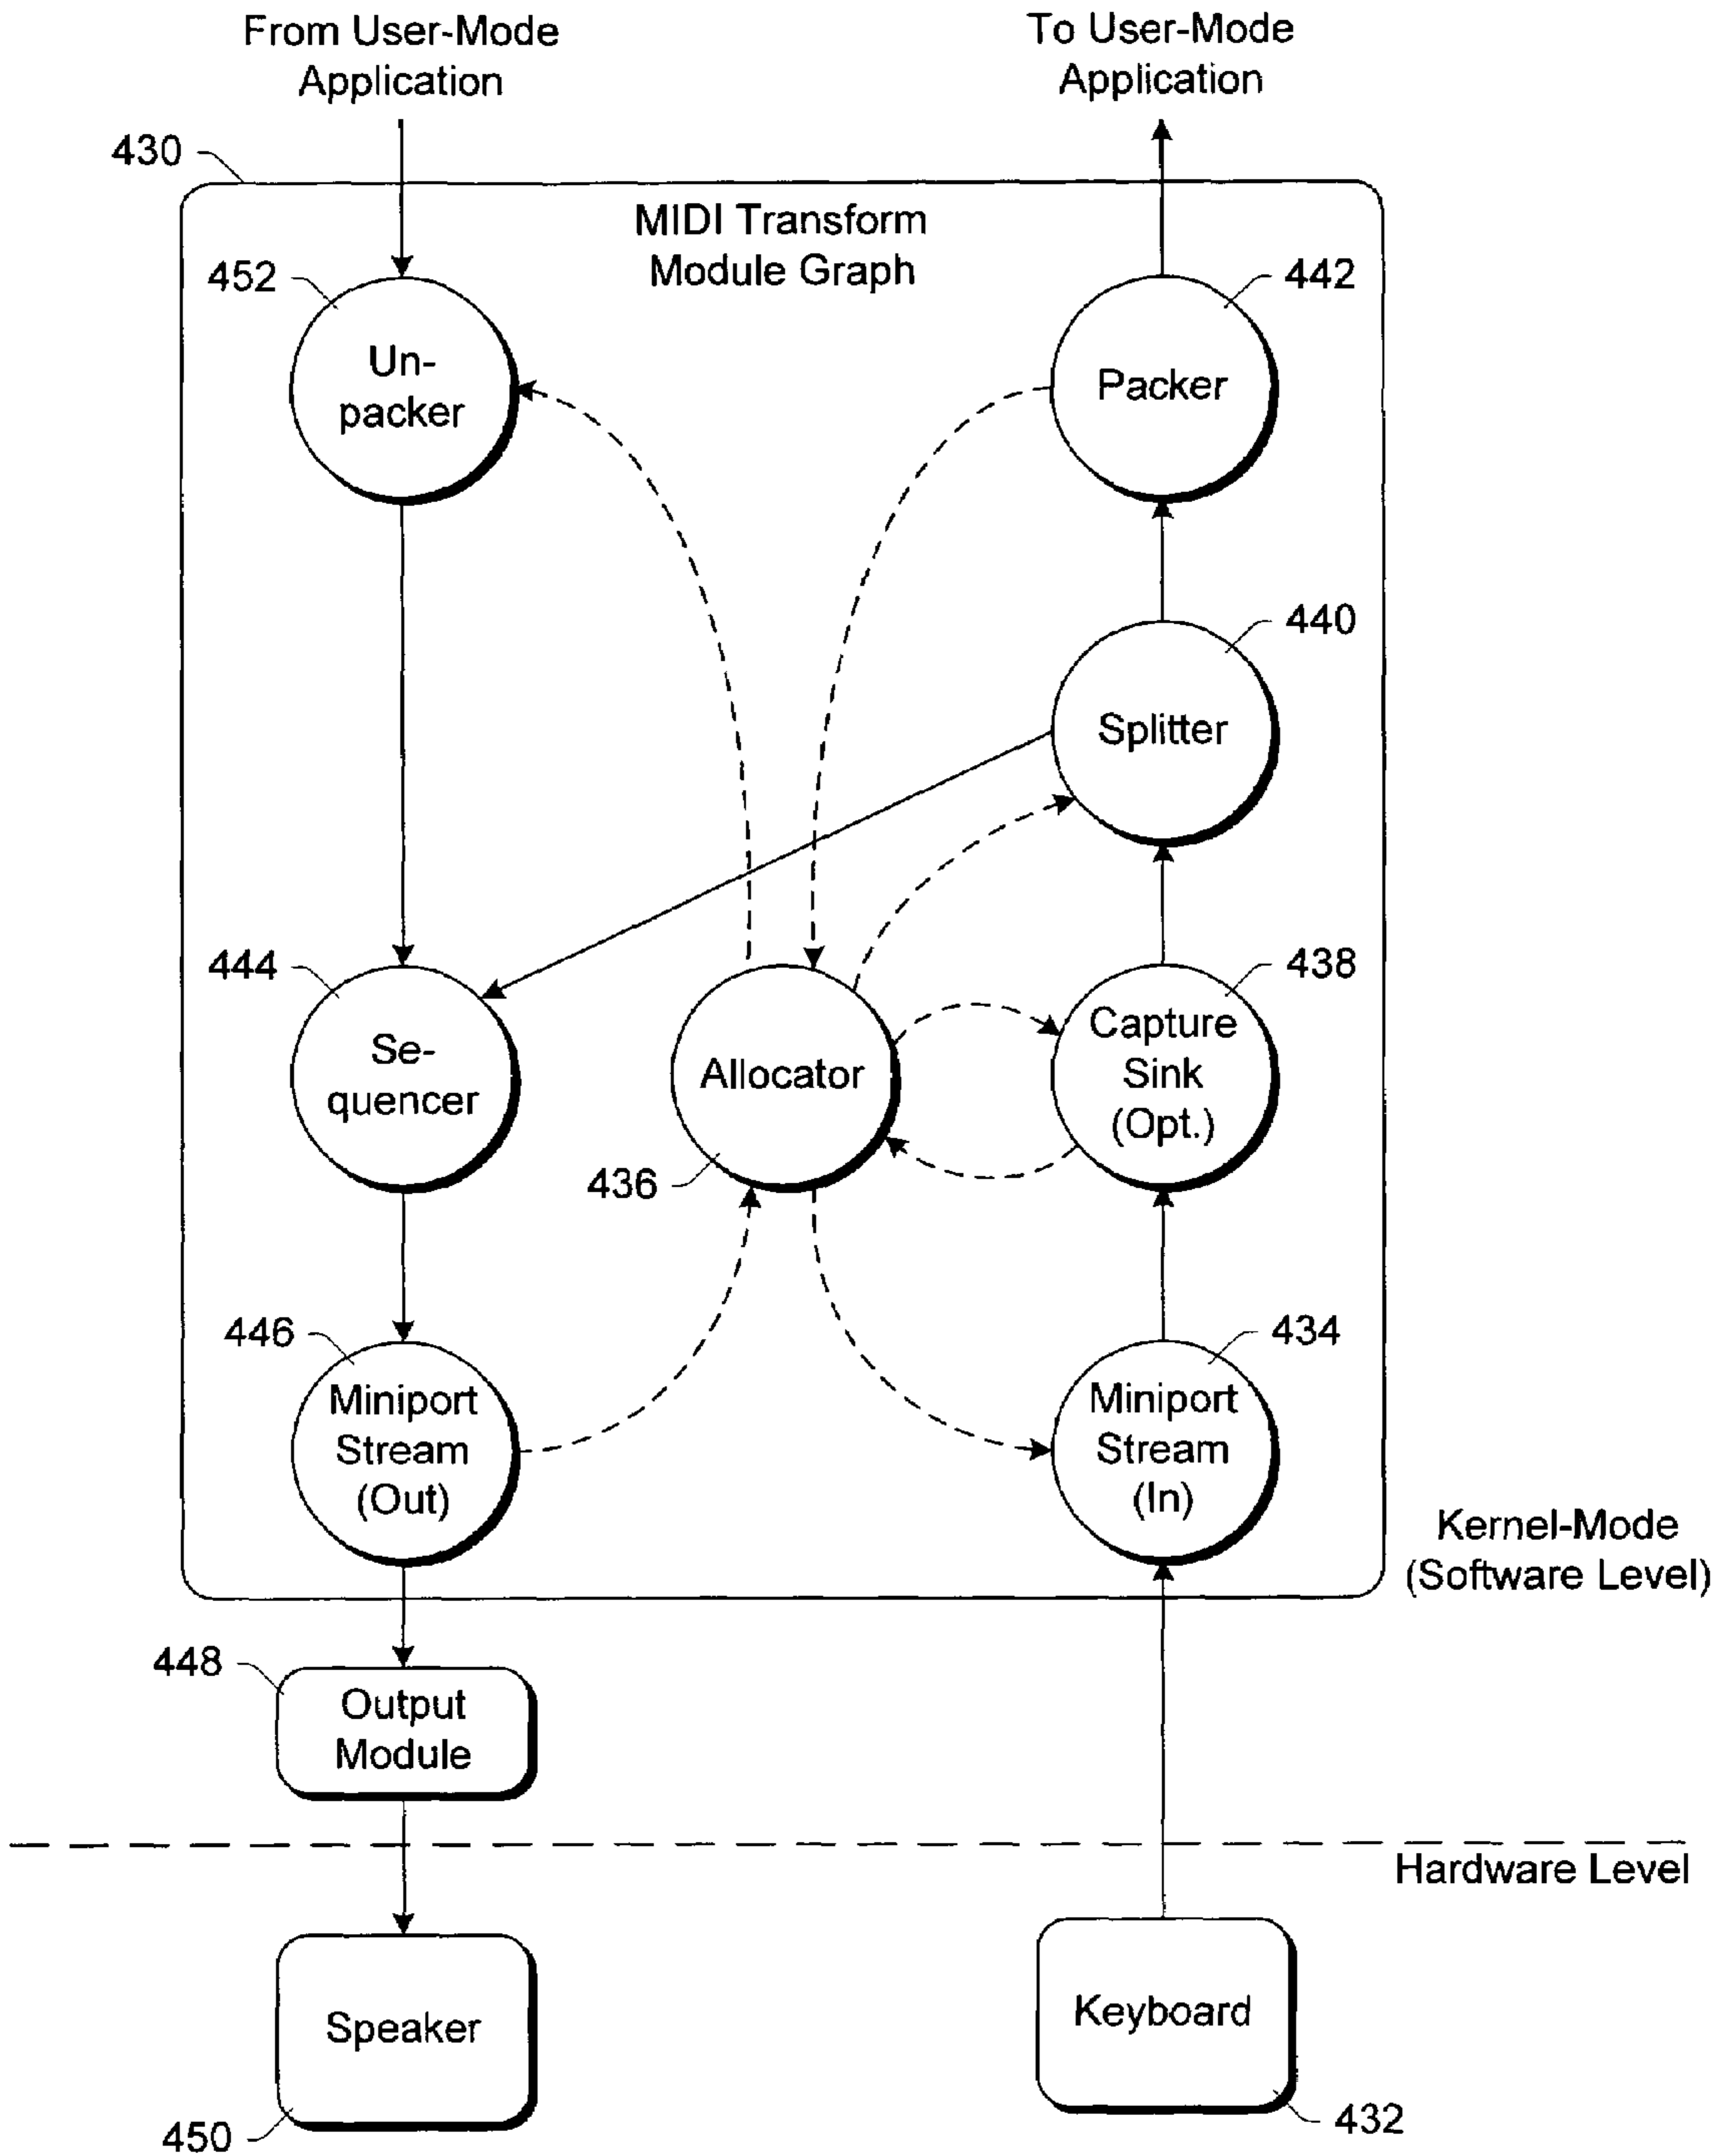 From User-Mode
Application
To User-Mode
Application
430
MIDI Transform
Module Graph
452
Un-
packer
442
Packer
440
Splitter
444
Se-
quencer
Allocator
436
438
Capture
Sink
(Opt.)
446
Miniport
Stream
(Out)
434
Miniport
Stream
(In)
Kernel-Mode
(Software Level)
448
Output
Module
Hardware Level
Speaker
450
Keyboard
432